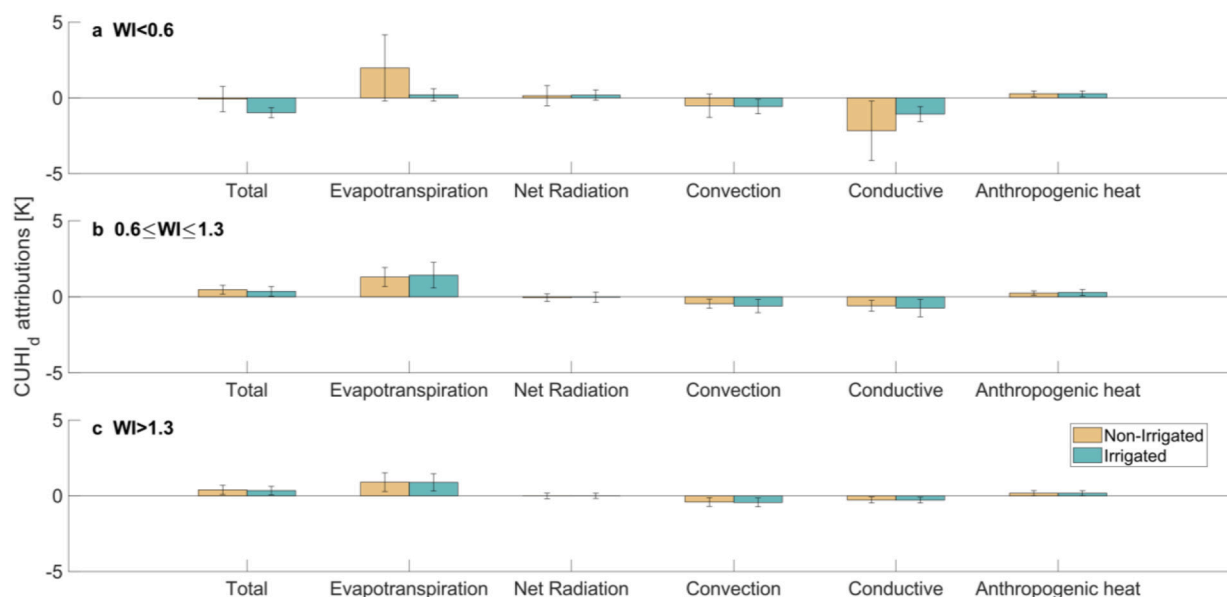 5
a WI<0.6
0
-5
Total Evapotranspiration Net Radiation Convection Conductive Anthropogenic heat
5
b 0.6≤WI≤1.3
0
-5
Total Evapotranspiration Net Radiation Convection Conductive Anthropogenic heat
5
c WI>1.3
0
-5
Total Evapotranspiration Net Radiation Convection Conductive Anthropogenic heat
CUHI_d attributions [K]
Non-Irrigated
Irrigated